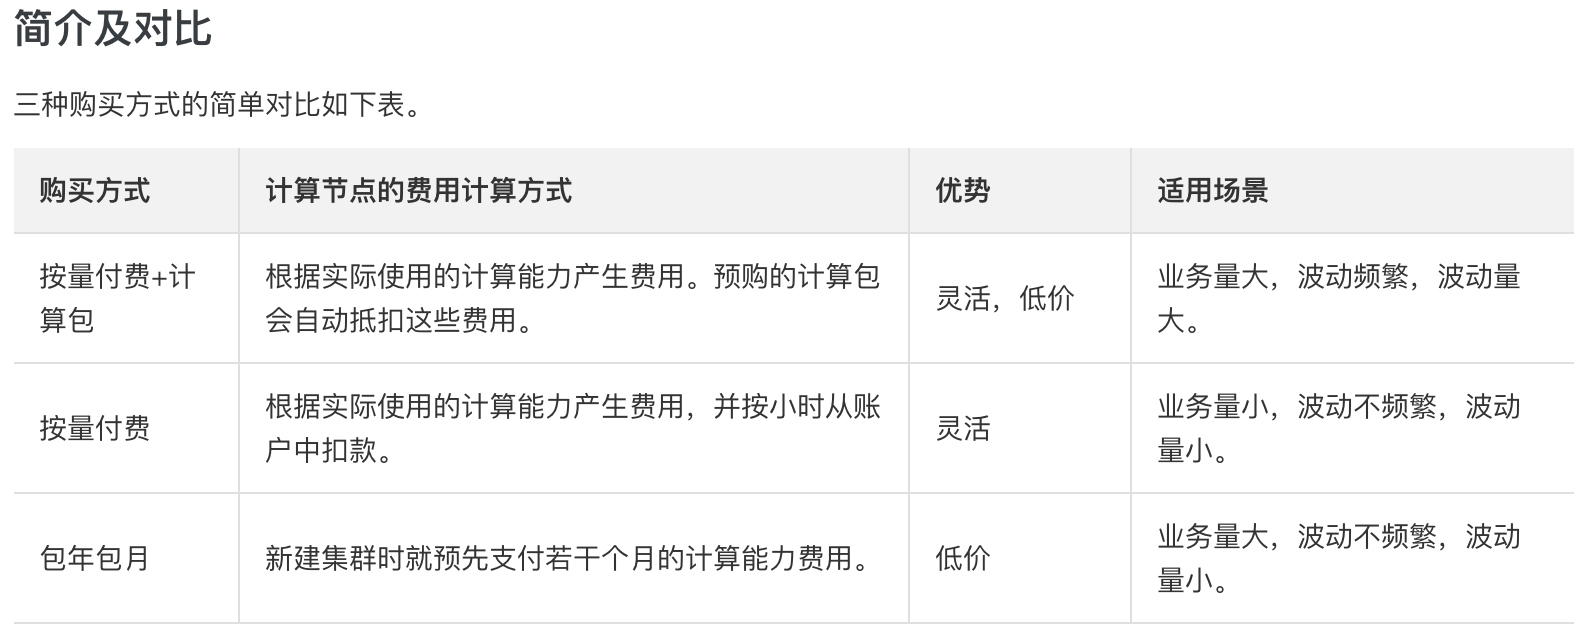 简介及对比
三种购买方式的简单对比如下表。
购买方式 计算节点的费用计算方式 优势 适用场景
按量付费+计
算包
根据实际使用的计算能力产生费用。预购的计算包
会自动抵扣这些费用。
灵活，低价
业务量大，波动频繁，波动量
大。
按量付费
根据实际使用的计算能力产生费用，并按小时从账
户中扣款。
灵活
业务量小，波动不频繁，波动
量小。
包年包月
新建集群时就预先支付若干个月的计算能力费用。
低价
业务量大，波动不频繁，波动
量小。